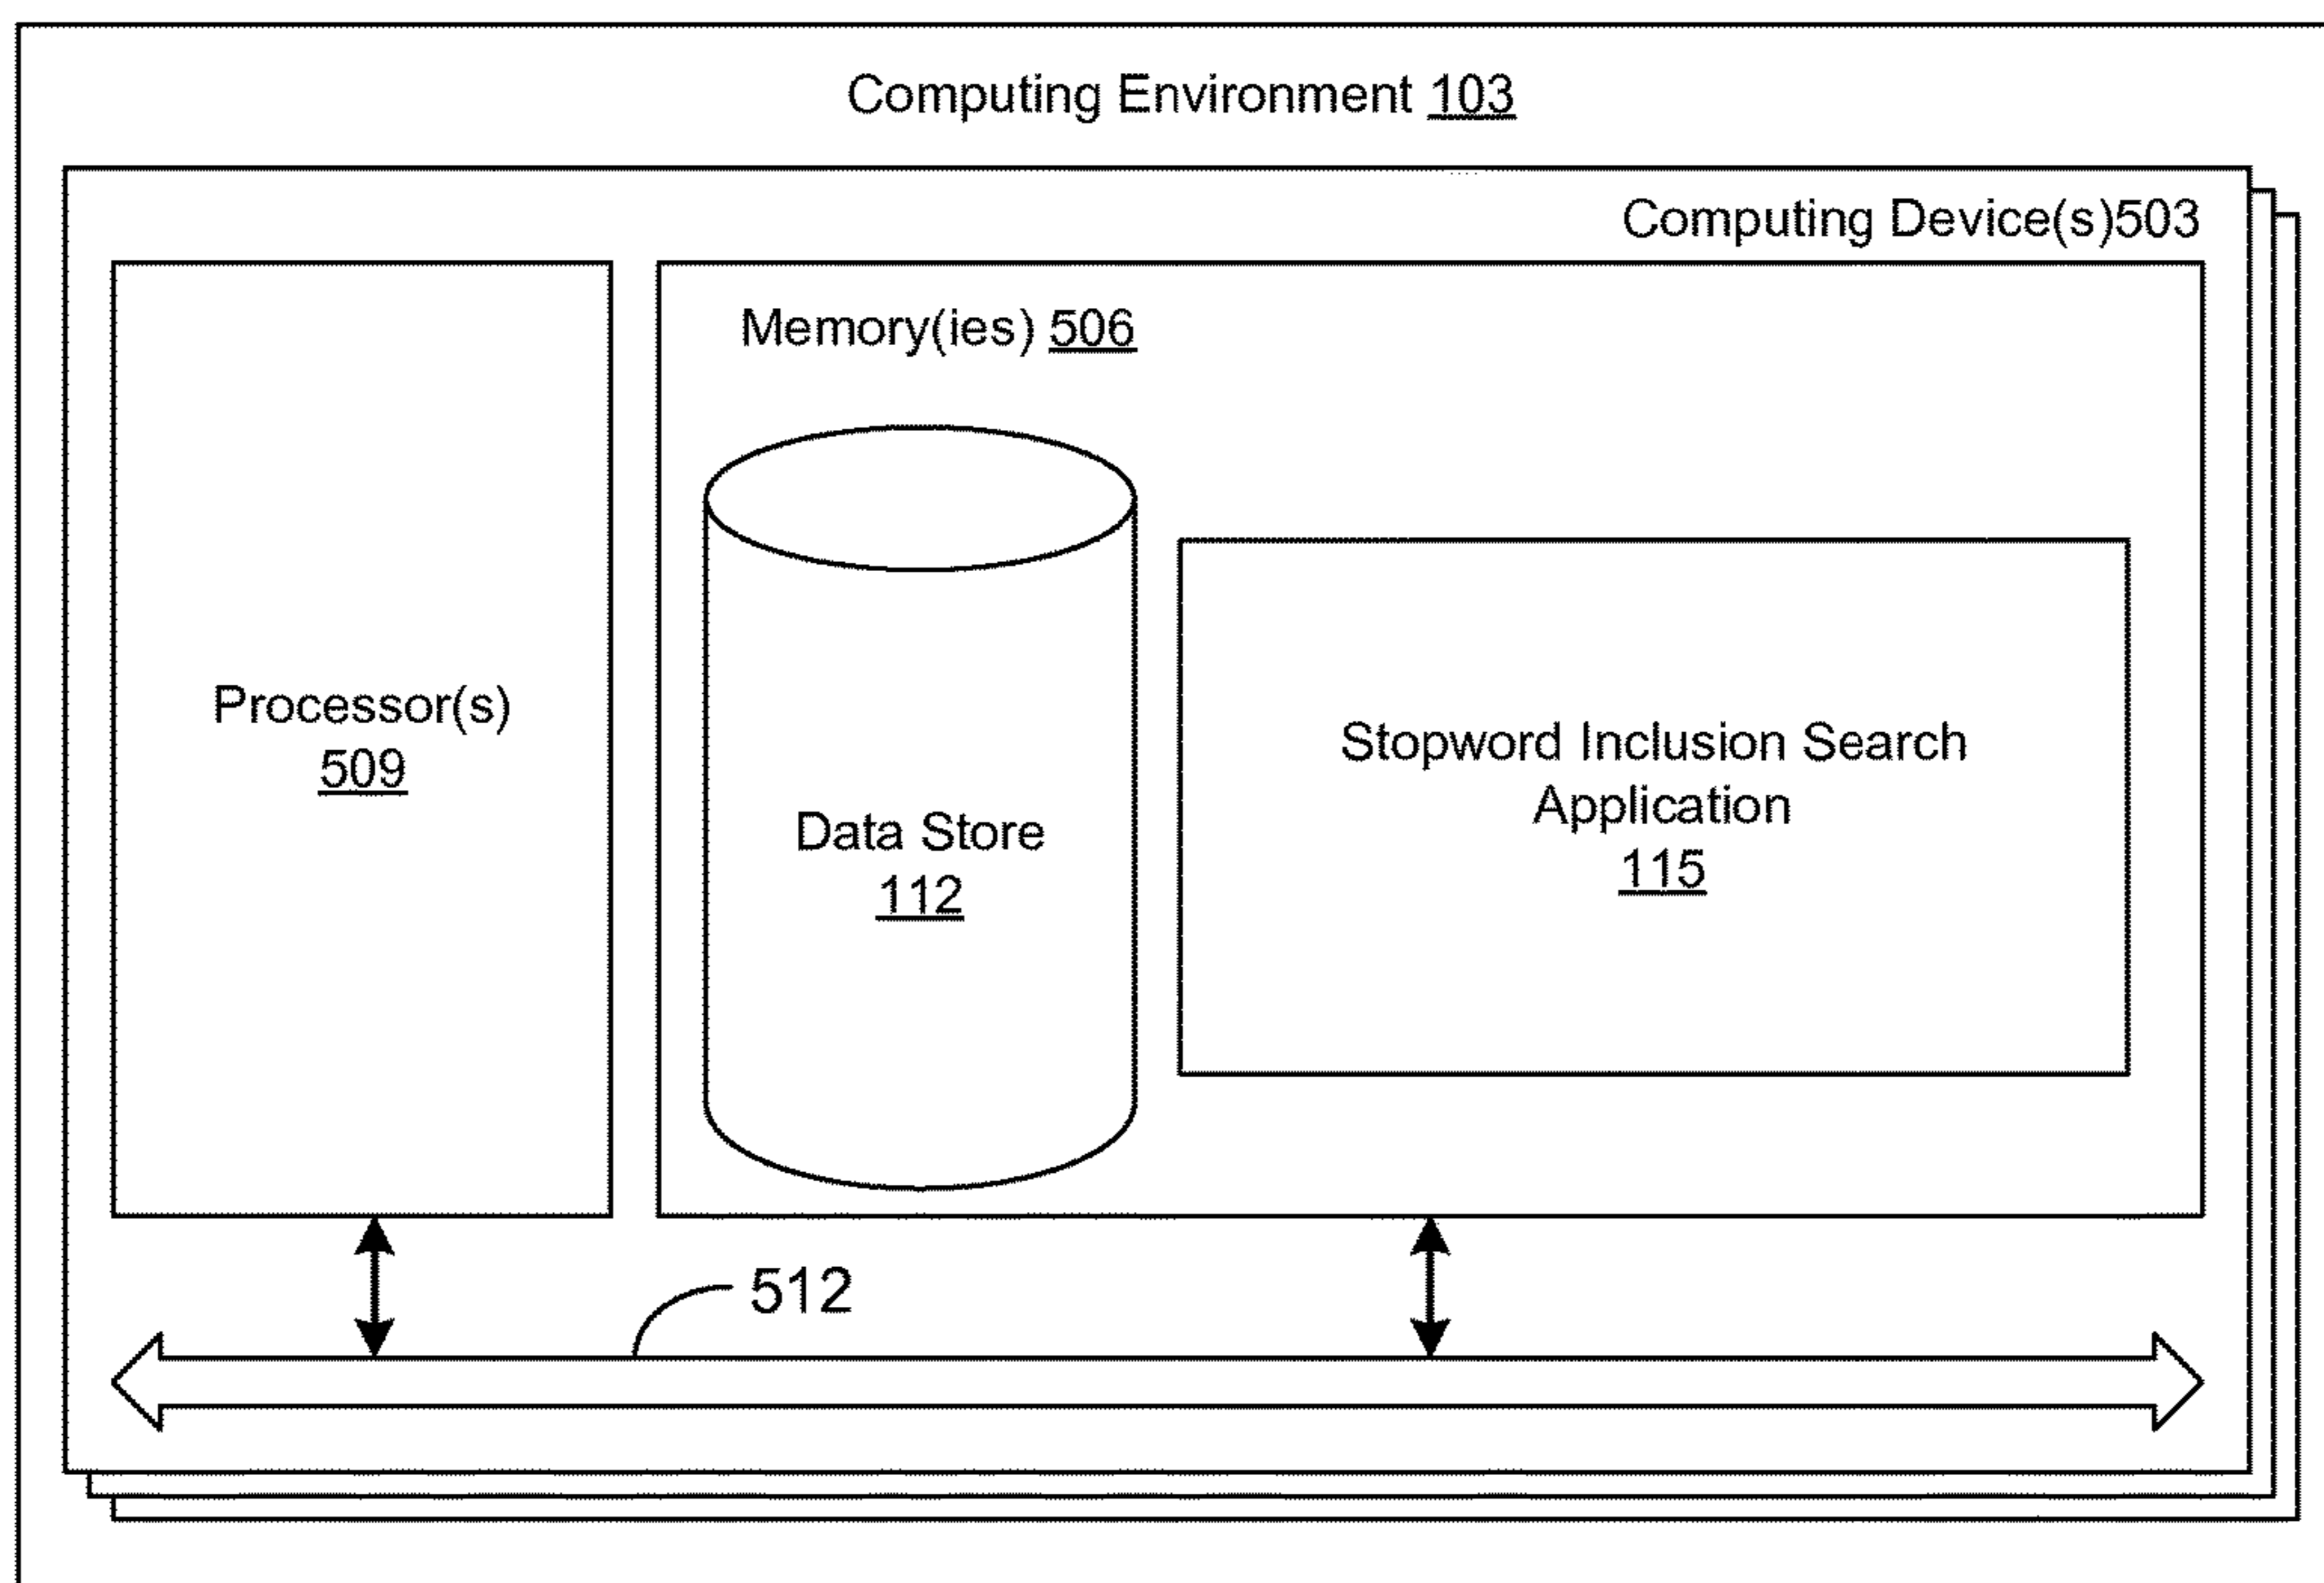 Computing Environment 103
Computing Device(s)503
Memory(ies) 506
Processor(s)
509
Data Store
112
Stopword Inclusion Search
Application
115
512